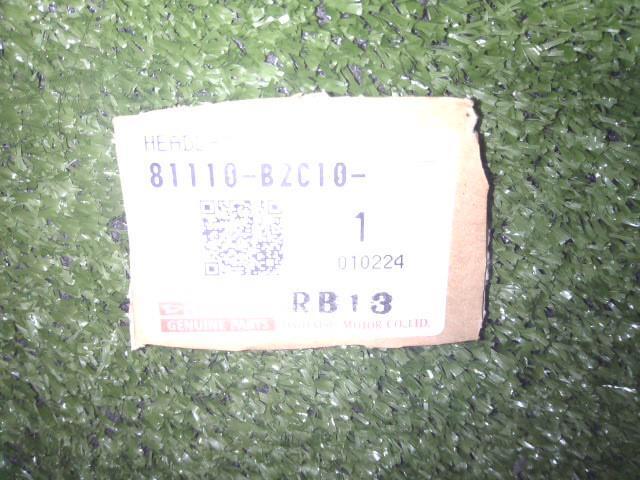 81110-B2C10-
1
010224
RB13
GENUINE PARTS MOTOR CO.,LTD.